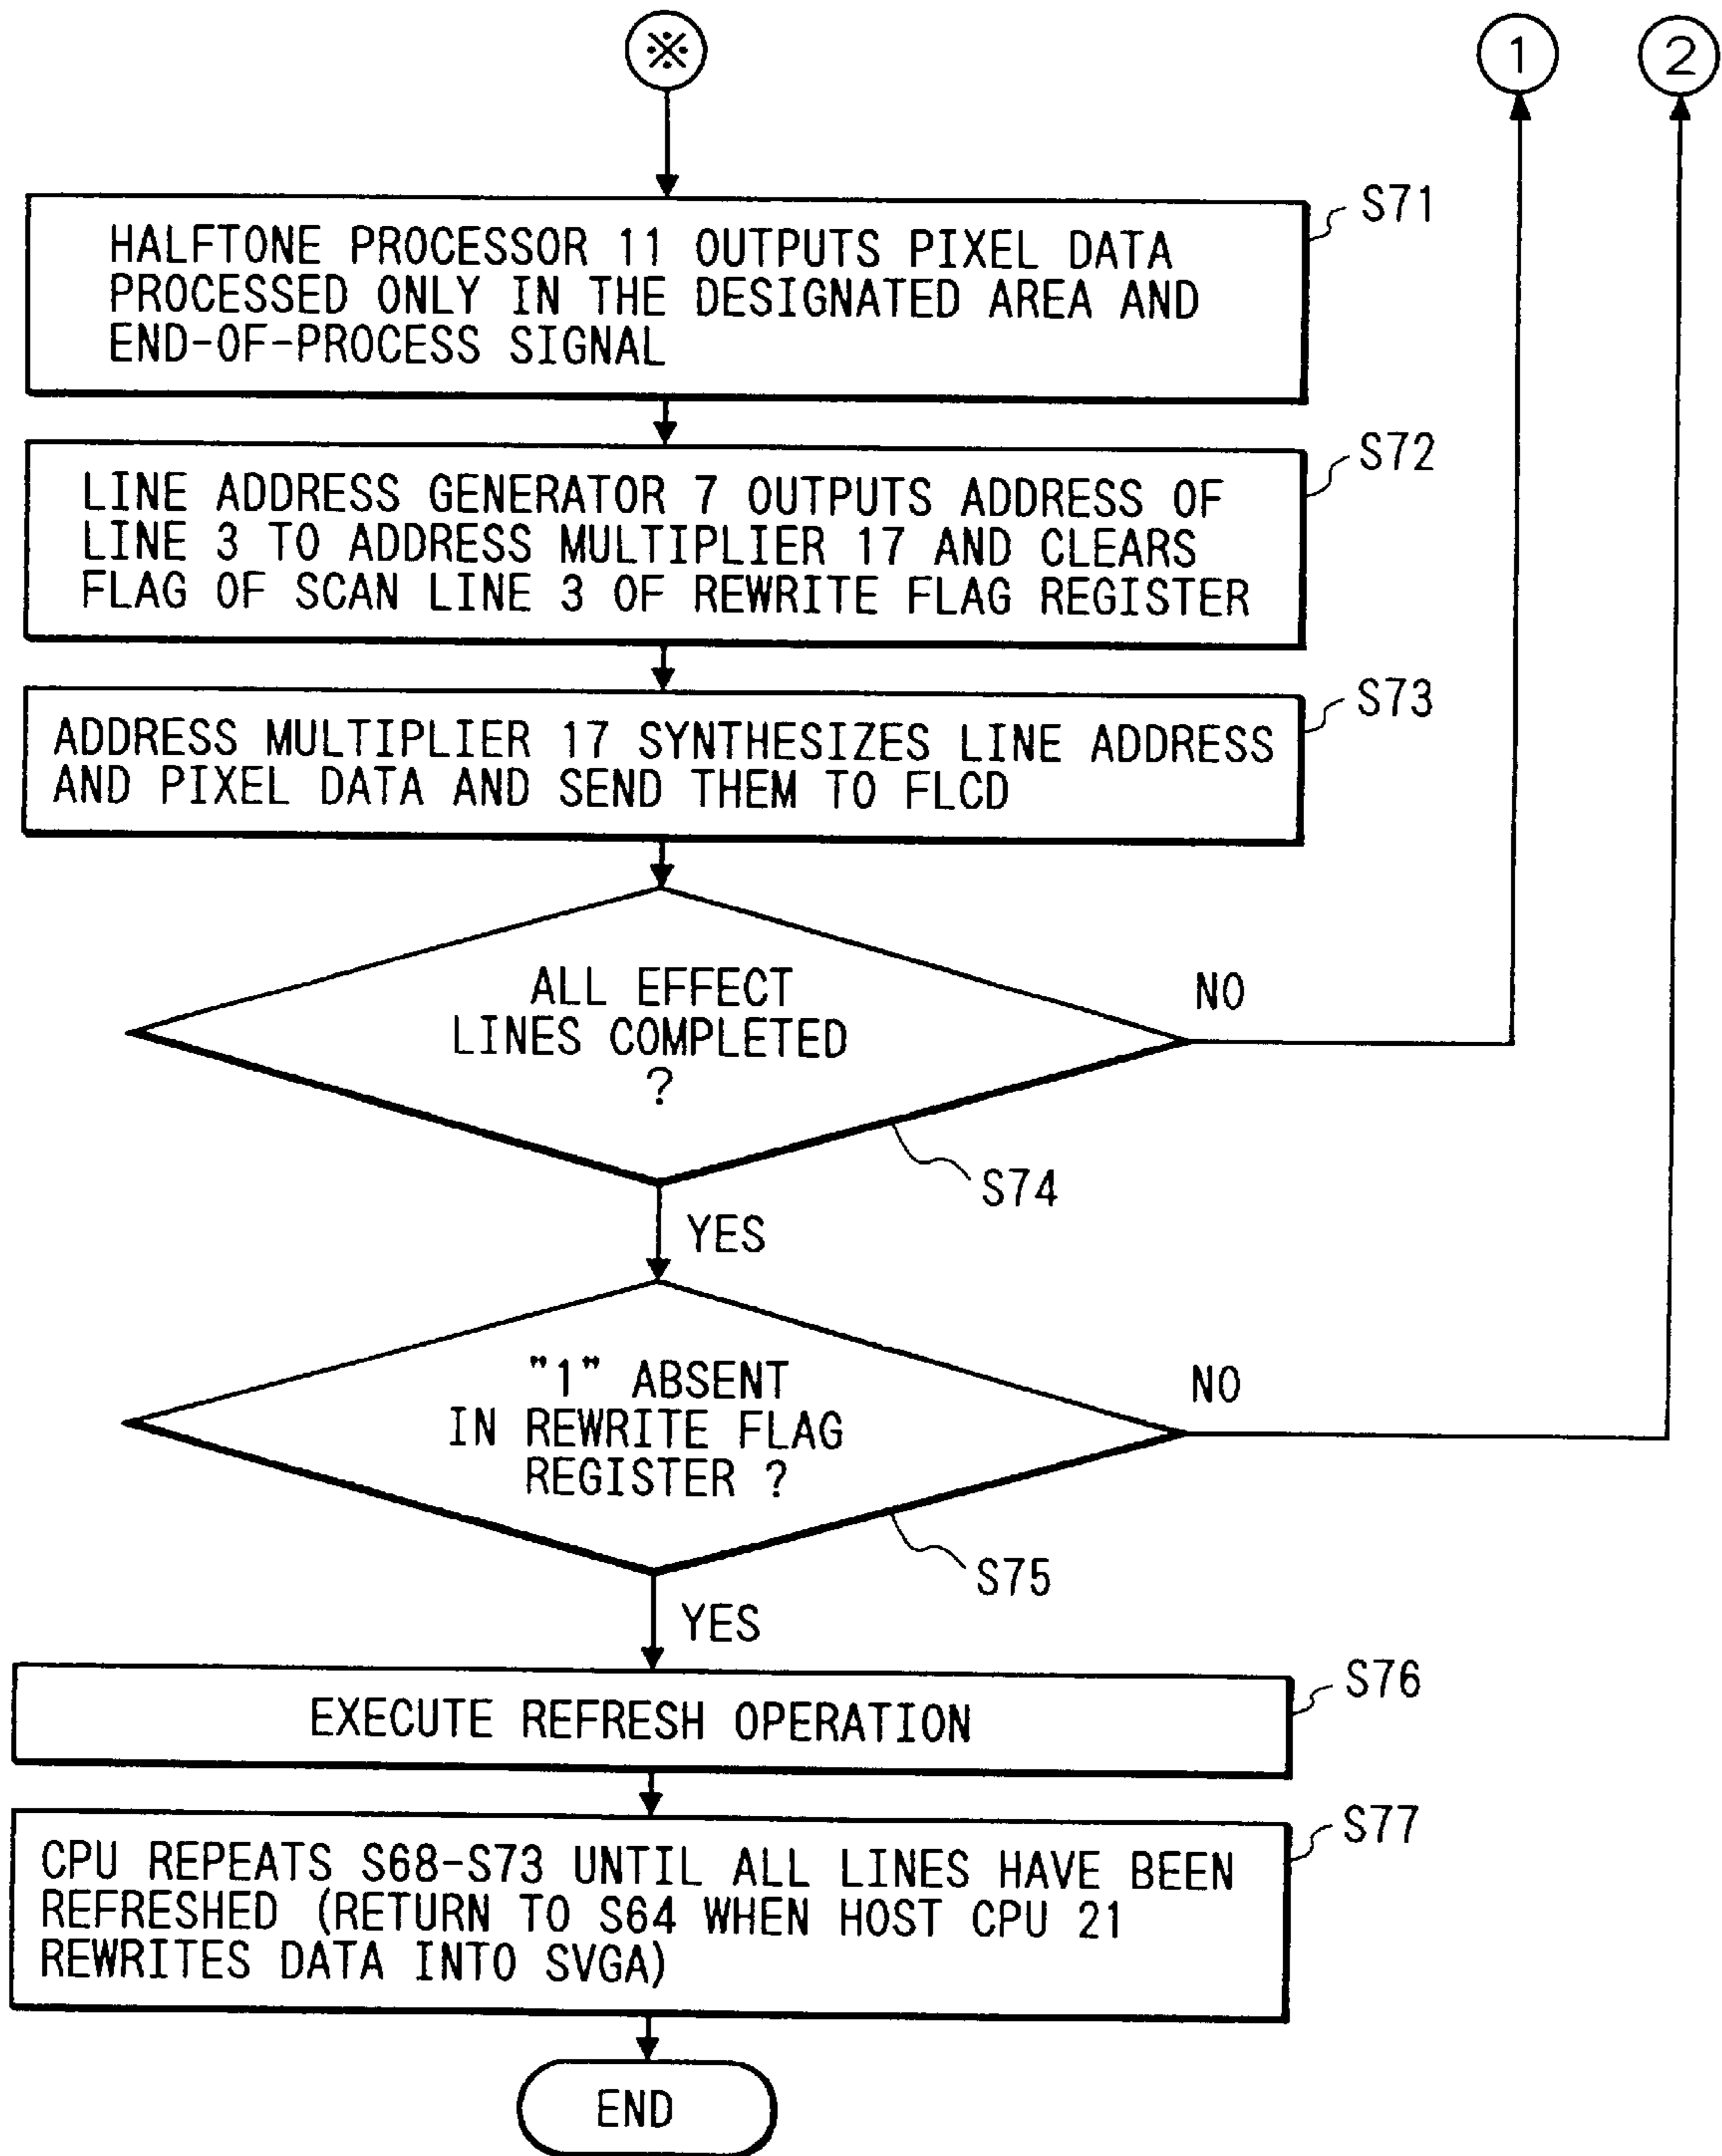 ※
1
2
S71
HALFTONE PROCESSOR 11 OUTPUTS PIXEL DATA
PROCESSED ONLY IN THE DESIGNATED AREA AND
END-OF-PROCESS SIGNAL
S72
LINE ADDRESS GENERATOR 7 OUTPUTS ADDRESS OF
LINE 3 TO ADDRESS MULTIPLIER 17 AND CLEARS
FLAG OF SCAN LINE 3 OF REWRITE FLAG REGISTER
S73
ADDRESS MULTIPLIER 17 SYNTHESIZES LINE ADDRESS
AND PIXEL DATA AND SEND THEM TO FLCD
ALL EFFECT
LINES COMPLETED
?
NO
S74
YES
"1" ABSENT
IN REWRITE FLAG
REGISTER ?
NO
S75
YES
S76
EXECUTE REFRESH OPERATION
S77
CPU REPEATS S68-S73 UNTIL ALL LINES HAVE BEEN
REFRESHED (RETURN TO S64 WHEN HOST CPU 21
REWRITES DATA INTO SVGA)
END